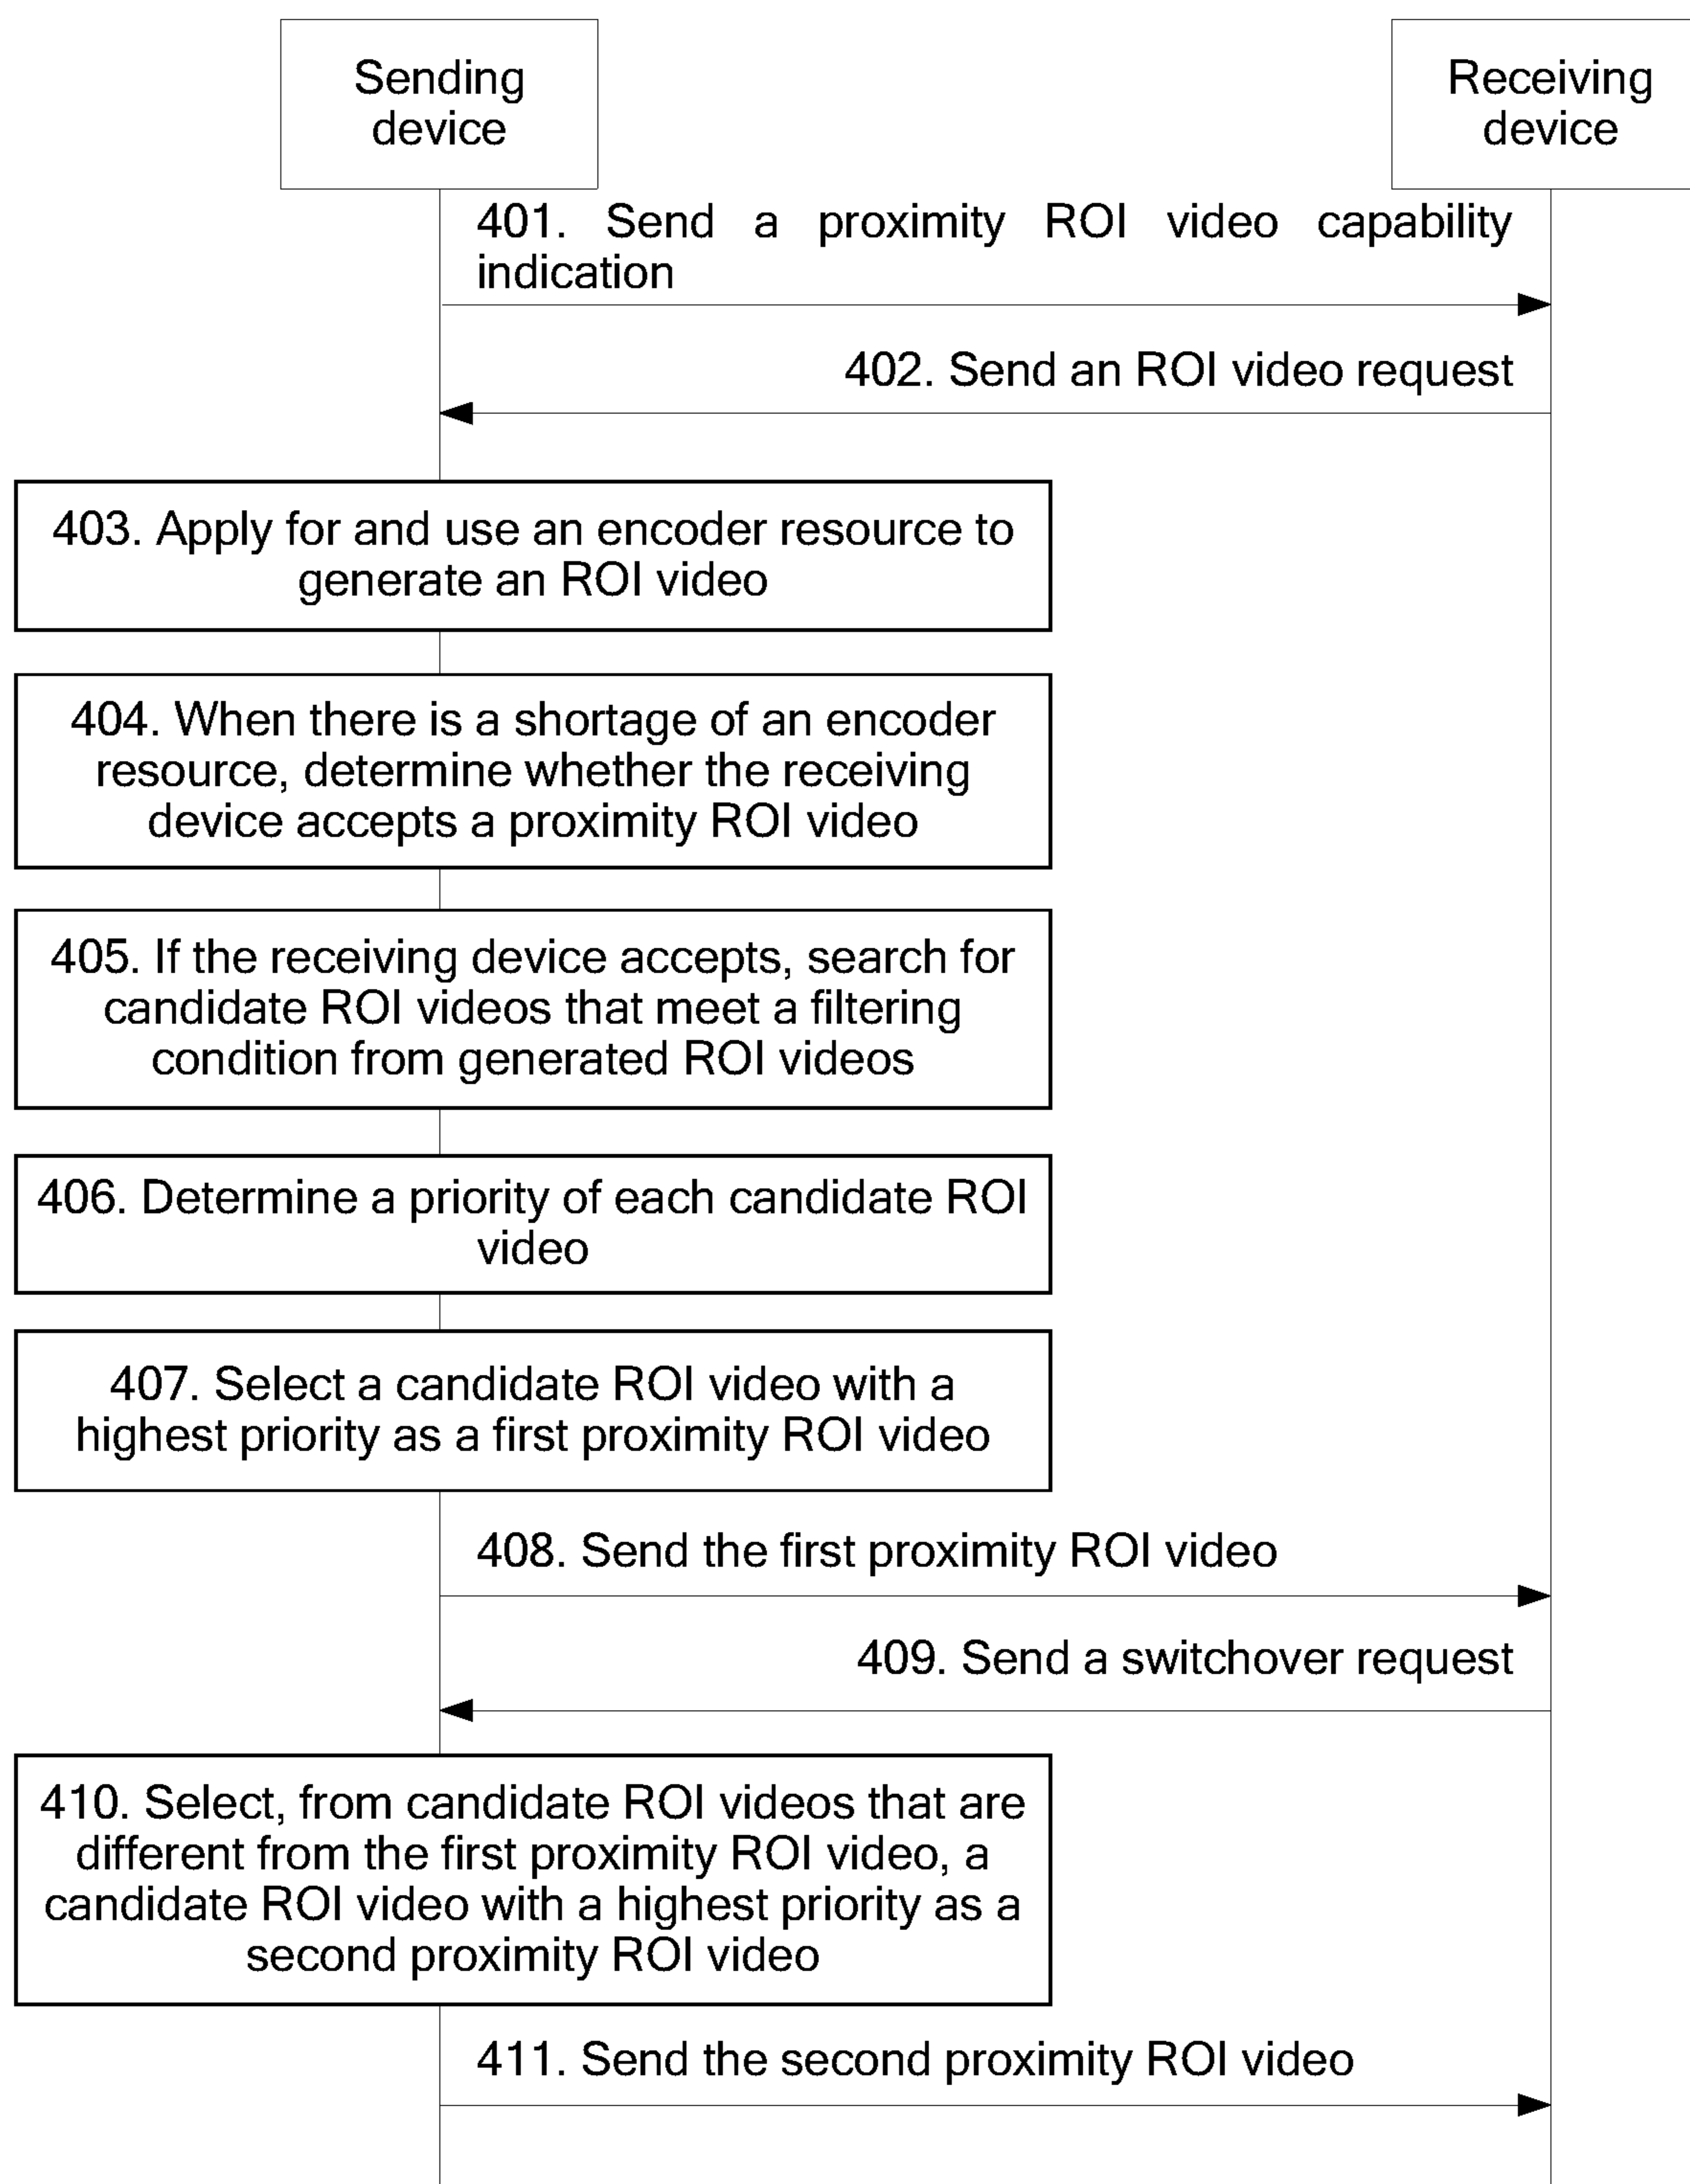 Sending
device
Receiving
device
401. Send a proximity ROI video capability
indication
402. Send an ROI video request
403. Apply for and use an encoder resource to
generate an ROI video
404. When there is a shortage of an encoder
resource, determine whether the receiving
device accepts a proximity ROI video
405. If the receiving device accepts, search for
candidate ROI videos that meet a filtering
condition from generated ROI videos
406. Determine a priority of each candidate ROI
video
407. Select a candidate ROI video with a
highest priority as a first proximity ROI video
408. Send the first proximity ROI video
409. Send a switchover request
410. Select, from candidate ROI videos that are
different from the first proximity ROI video, a
candidate ROI video with a highest priority as a
second proximity ROI video
411. Send the second proximity ROI video